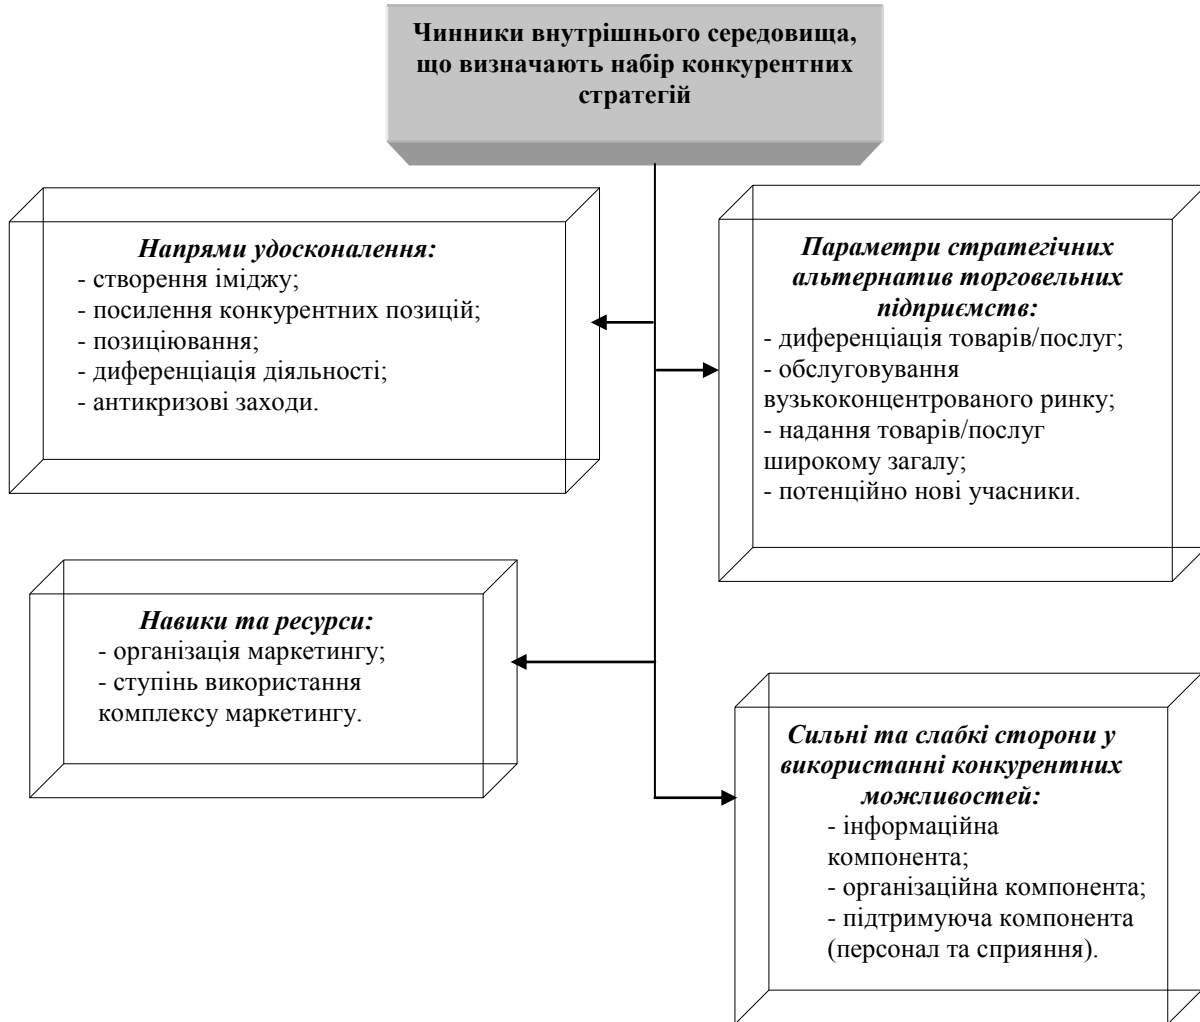 Чинники внутрішнього середовища,
що визначають набір конкурентних
стратегій
Напрями удосконалення:
- створення іміджу;
- посилення конкурентних позицій;
- позиціювання;
- диференціація діяльності;
- антикризові заходи.
Параметри стратегічних
альтернатив торговельних
підприємств:
- диференціація товарів/послуг;
- обслуговування
вузькоконцентрованого ринку;
- надання товарів/послуг
широкому загалу;
- потенційно нові учасники.
Навики та ресурси:
- організація маркетингу;
- ступінь використання
комплексу маркетингу.
Сильні та слабкі сторони у
використанні конкурентних
можливостей:
- інформаційна
компонента;
- організаційна компонента;
- підтримуюча компонента
(персонал та сприяння).